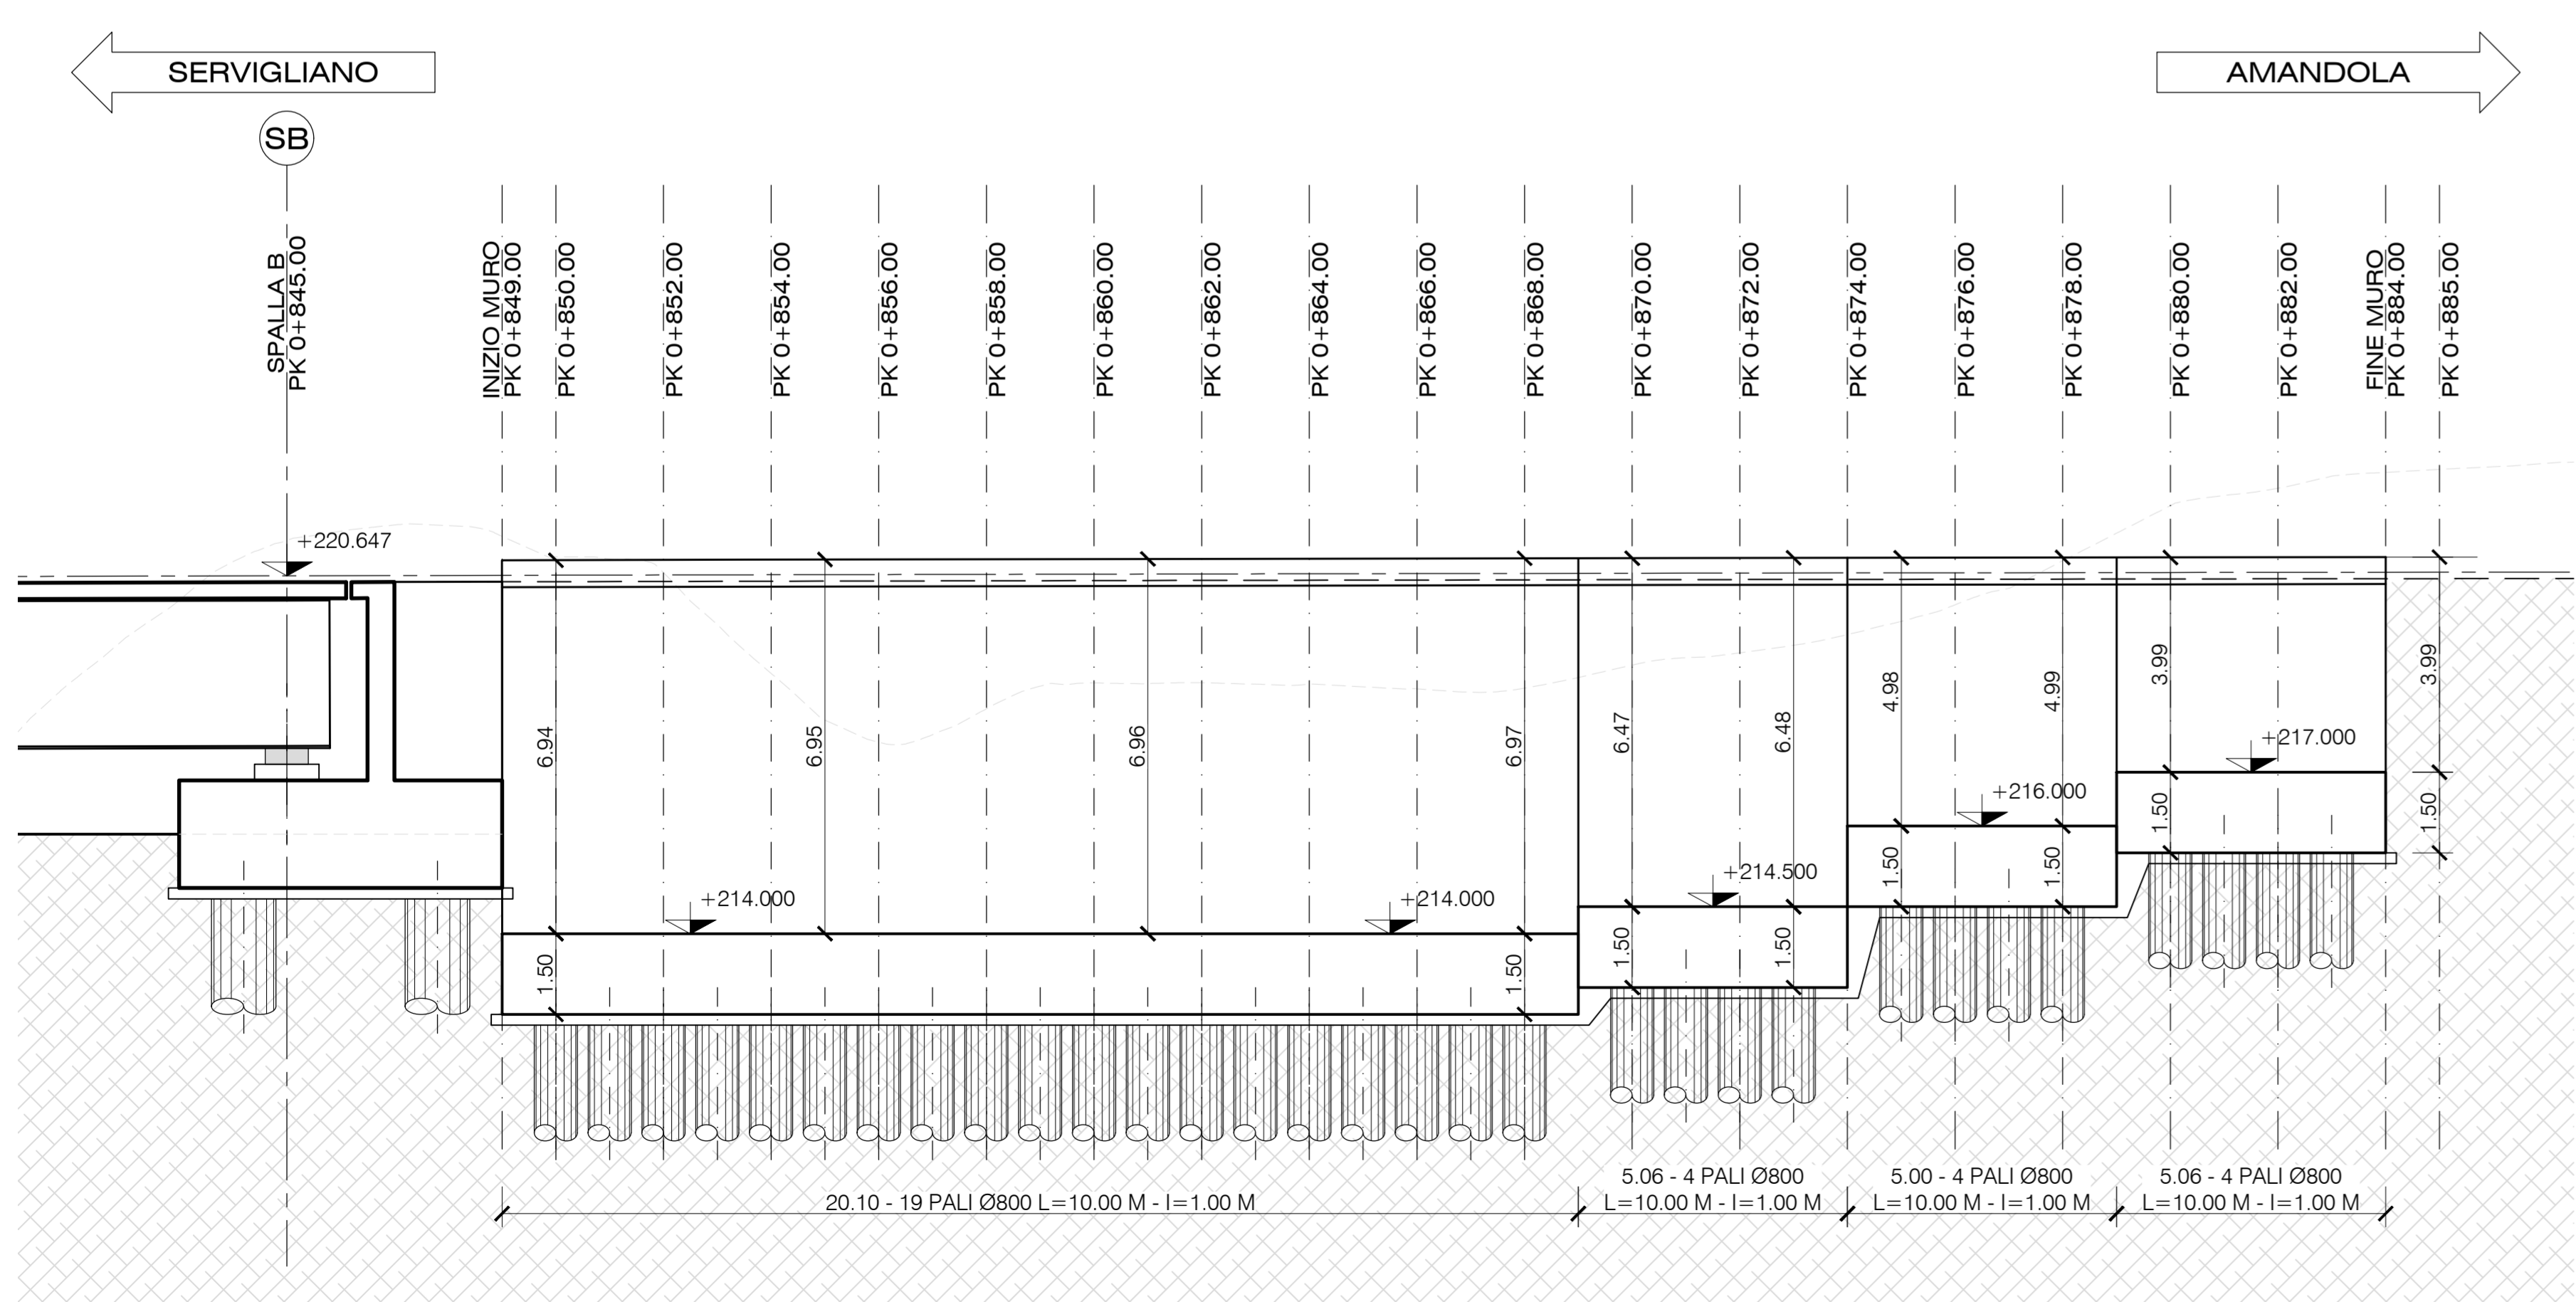 SERVIGLIANO
AMANDOLA
SB
SPALLA B
PK 0+845.00
INIZIO MURO
PK 0+849.00
PK 0+850.00
PK 0+852.00
PK 0+854.00
PK 0+856.00
PK 0+858.00
PK 0+860.00
PK 0+862.00
PK 0+864.00
PK 0+866.00
PK 0+868.00
PK 0+870.00
PK 0+872.00
PK 0+874.00
PK 0+876.00
PK 0+878.00
PK 0+880.00
PK 0+882.00
FINE MURO
PK 0+884.00
PK 0+885.00
+220.647
6.94
6.95
6.96
6.97
6.47
6.48
4.98
4.99
3.99
3.99
+217.000
+216.000
+214.500
+214.000
+214.000
1.50
1.50
1.50
1.50
1.50
1.50
1.50
1.50
20.10 - 19 PALI Ø800 L=10.00 M - I=1.00 M
5.06 - 4 PALI Ø800
L=10.00 M - I=1.00 M
5.00 - 4 PALI Ø800
L=10.00 M - I=1.00 M
5.06 - 4 PALI Ø800
L=10.00 M - I=1.00 M